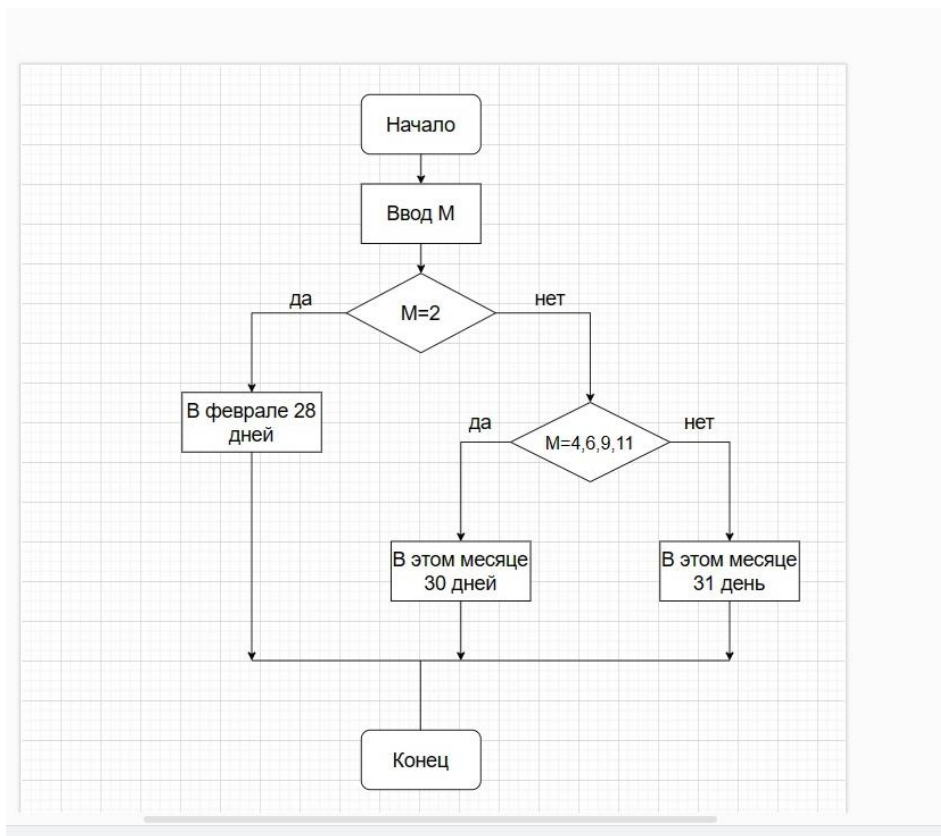 Начало
Ввод М
да
М=2
нет
В феврале 28
дней
да
М=4,6,9,11
нет
В этом месяце
30 дней
В этом месяце
31 день
Конец